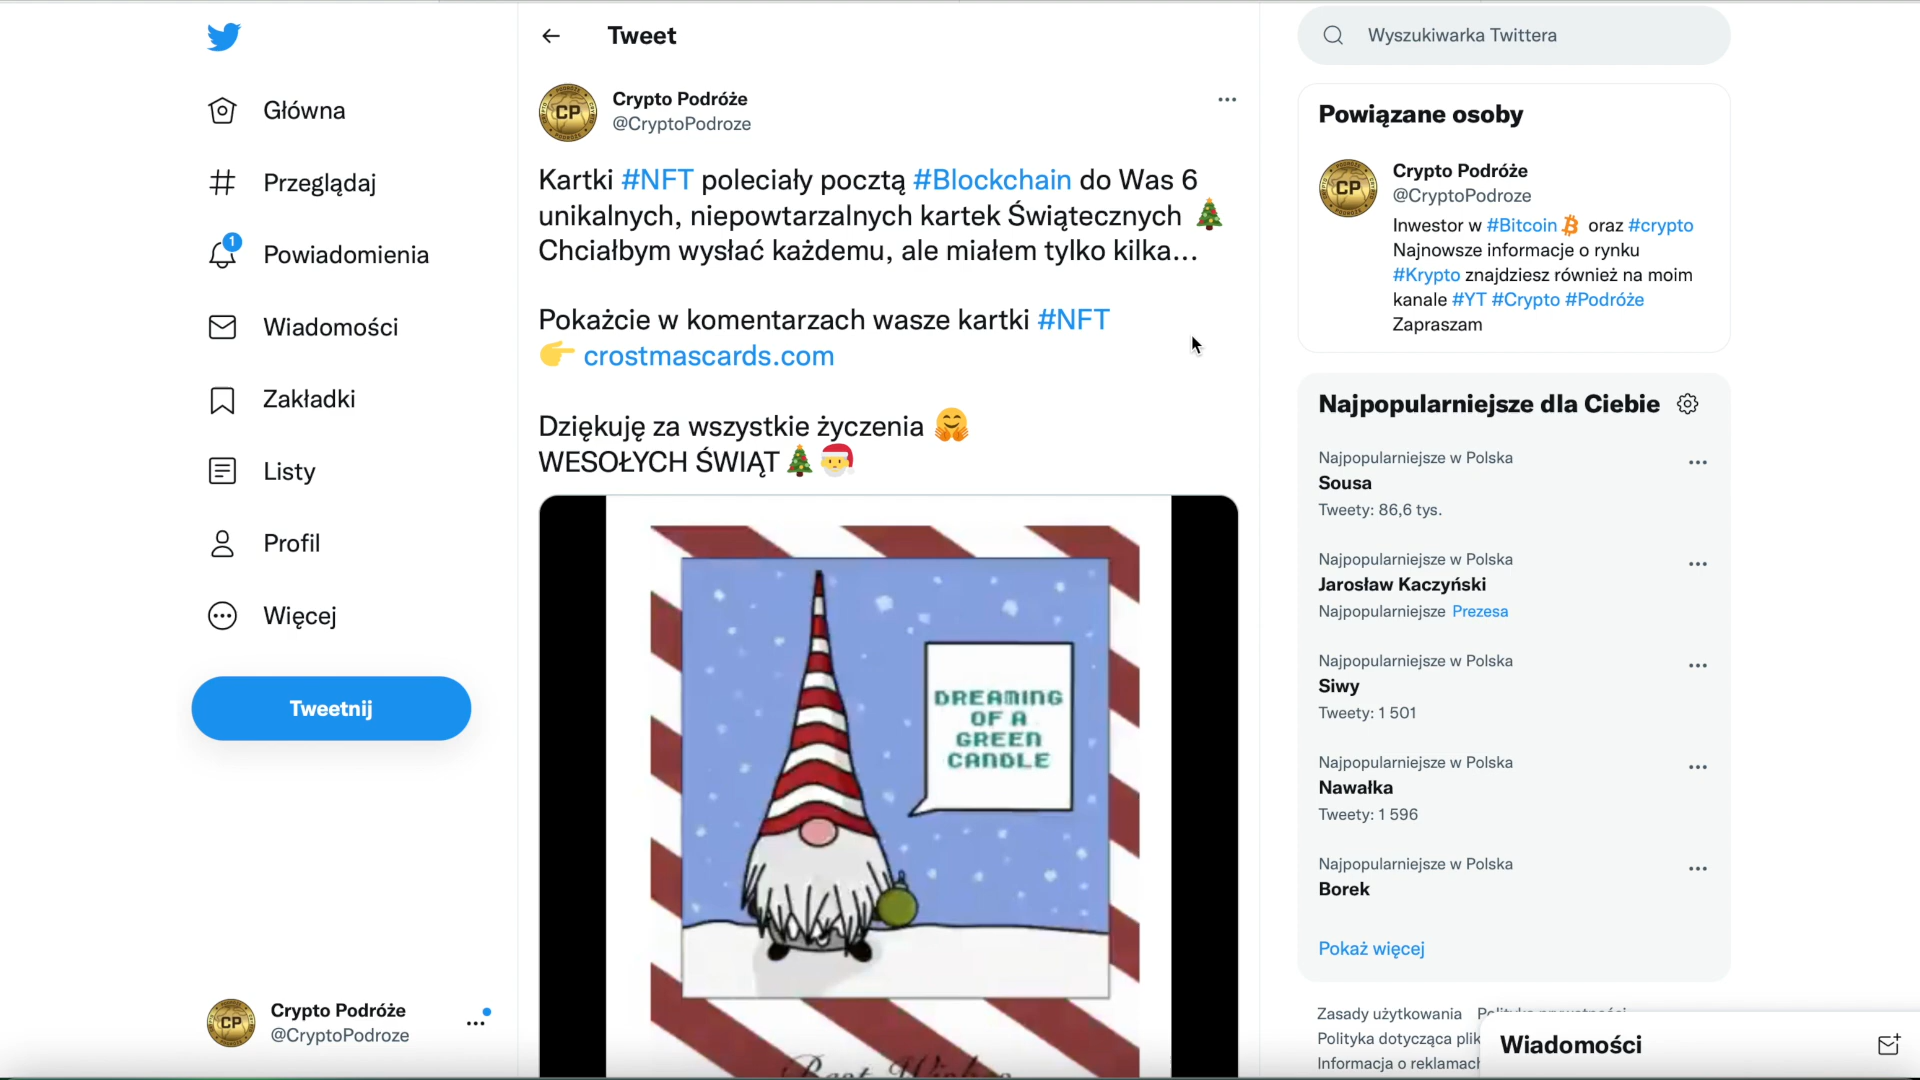 Główna
Przeglądaj
1
Powiadomienia
Wiadomości
Zakładki
Listy
Profil
Więcej
Tweetnij
CP
Crypto Podróże
@CryptoPodroze
Tweet
CP
Crypto Podróże
@CryptoPodroze
Kartki #NFT poleciały pocztą #Blockchain do Was 6
unikalnych, niepowtarzalnych kartek Świątecznych 🎄
Chciałbym wysłać każdemu, ale miałem tylko kilka...
Pokażcie w komentarzach wasze kartki #NFT
👉 crostmascards.com
Dziękuję za wszystkie życzenia 🤗
WESOŁYCH ŚWIĄT🎄🎅
DREAMING
OF A
GREEN
CANDLE
Best Wishes
Wyszukiwarka Twittera
Powiązane osoby
CP
Crypto Podróże
@CryptoPodroze
Inwestor w #Bitcoin oraz #crypto
Najnowsze informacje o rynku
#Krypto znajdziesz również na moim
kanale #YT #Crypto #Podróże
Zapraszam
Najpopularniejsze dla Ciebie
Najpopularniejsze w Polska
Sousa
Tweety: 86,6 tys.
Najpopularniejsze w Polska
Jarosław Kaczyński
Najpopularniejsze Prezesa
Najpopularniejsze w Polska
Siwy
Tweety: 1 501
Najpopularniejsze w Polska
Nawałka
Tweety: 1 596
Najpopularniejsze w Polska
Borek
Pokaż więcej
Zasady użytkowania
Polityka dotycząca plik
Informacja o reklamach
Wiadomości